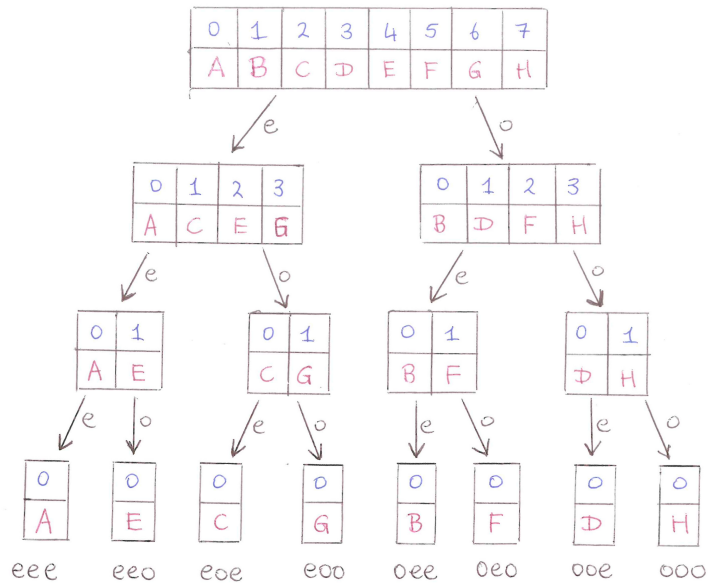 0 1 2 3 4 5 6 7
A B C D E F G H
e o
0 1 2 3 0 1 2 3
A C E G B D F H
e o e o
0 1 0 1 0 1 0 1
A E C G B F D H
e o e o e o e o
0 0 0 0 0 0 0 0
A E C G B F D H
eee eeo eoe eoo oee oeo ooe ooo